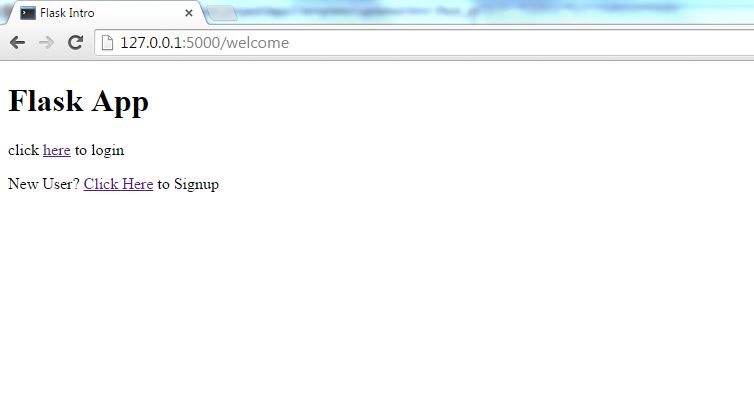 Flask Intro
127.0.0.1:5000/welcome
Flask App
click here to login
New User? Click Here to Signup